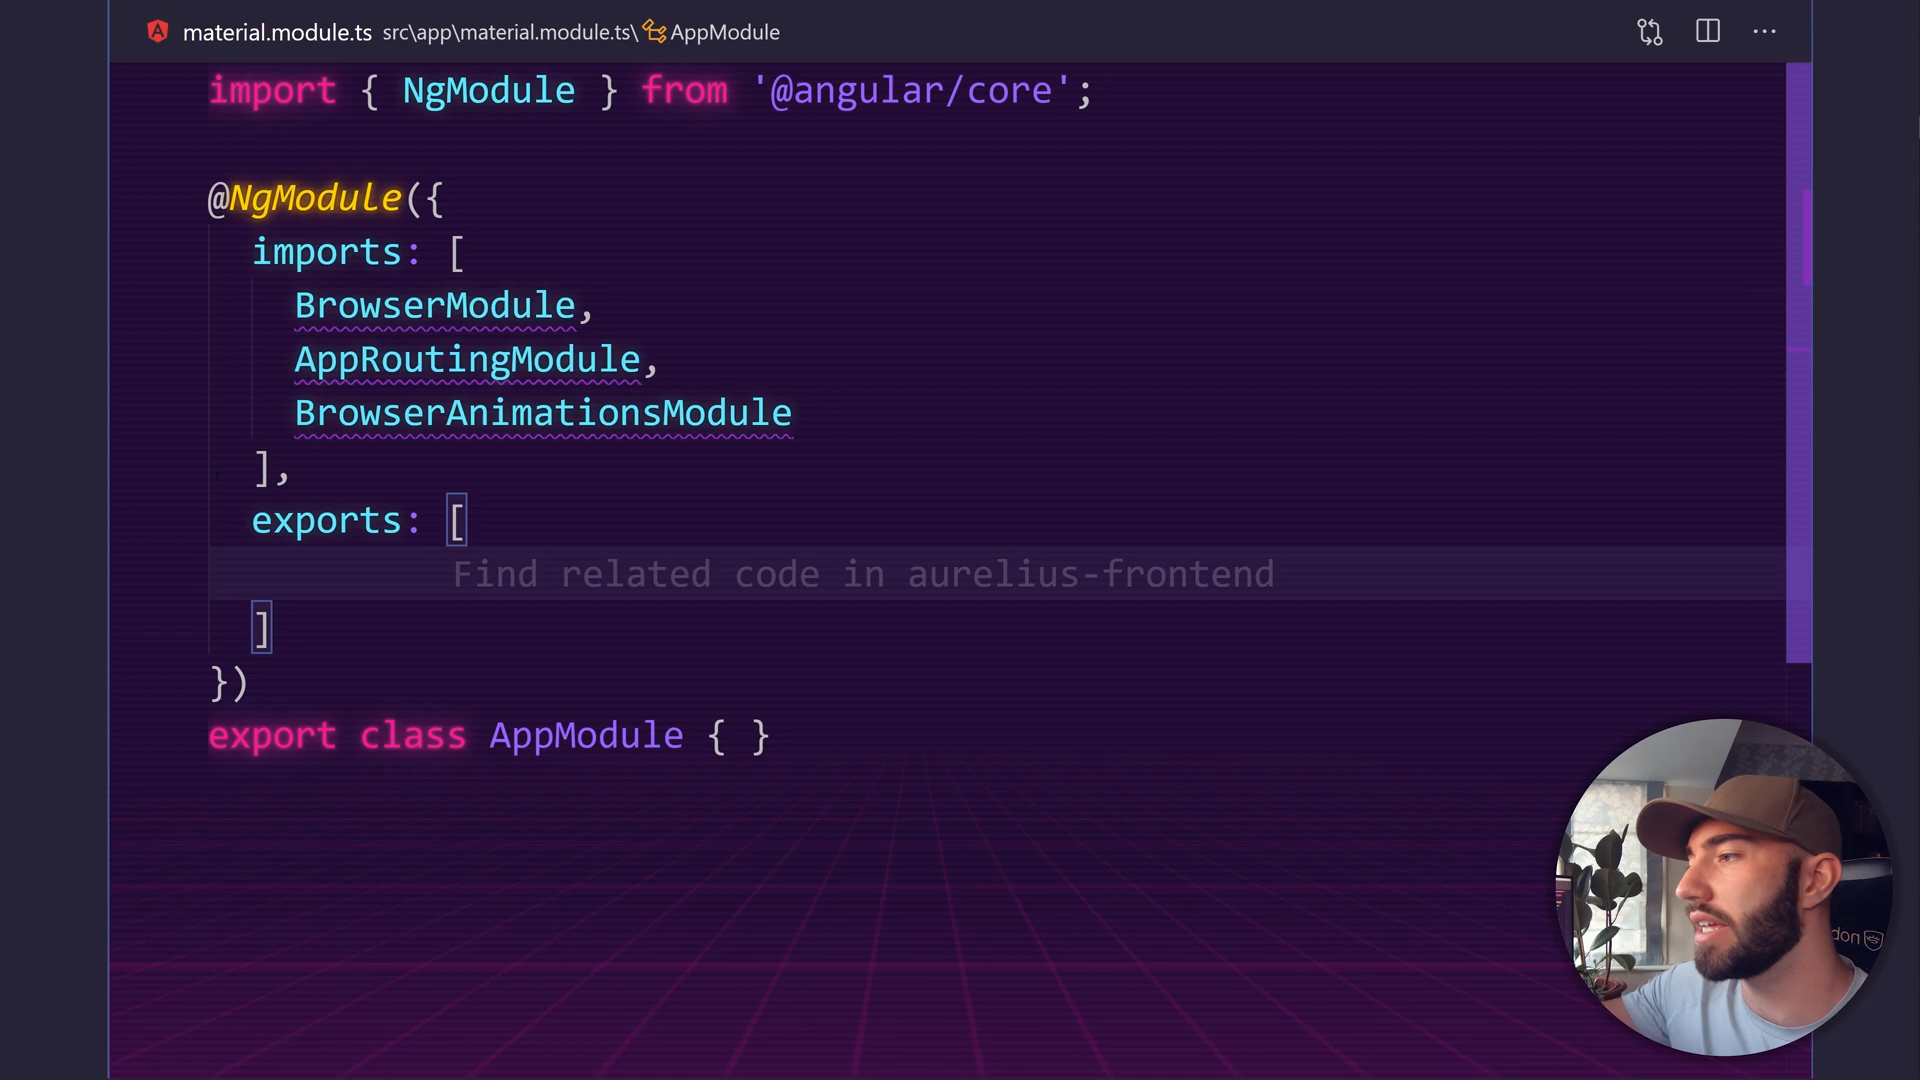 material.module.ts src\app\material.module.ts\ AppModule
import { NgModule } from '@angular/core';
@NgModule({
imports: [
BrowserModule,
AppRoutingModule,
BrowserAnimationsModule
],
exports: [
Find related code in aurelius-frontend
]
})
export class AppModule { }